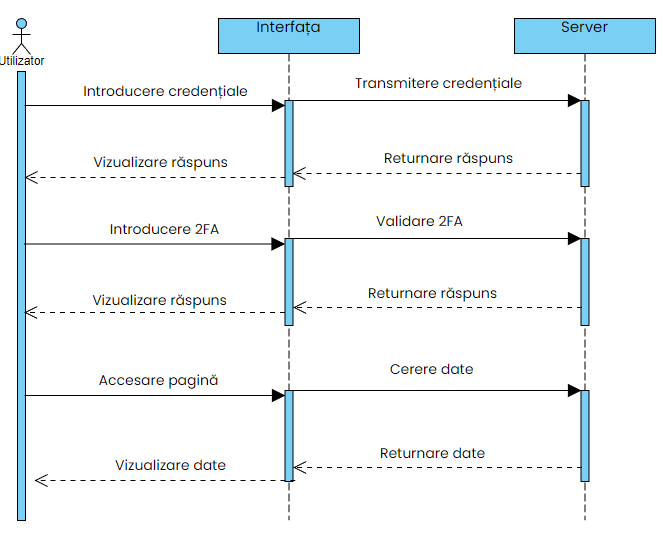 Interfața
Server
Utilizator
Introducere credențiale
Transmitere credențiale
Vizualizare răspuns
Returnare răspuns
Introducere 2FA
Validare 2FA
Vizualizare răspuns
Returnare răspuns
Accesare pagină
Cerere date
Vizualizare date
Returnare date